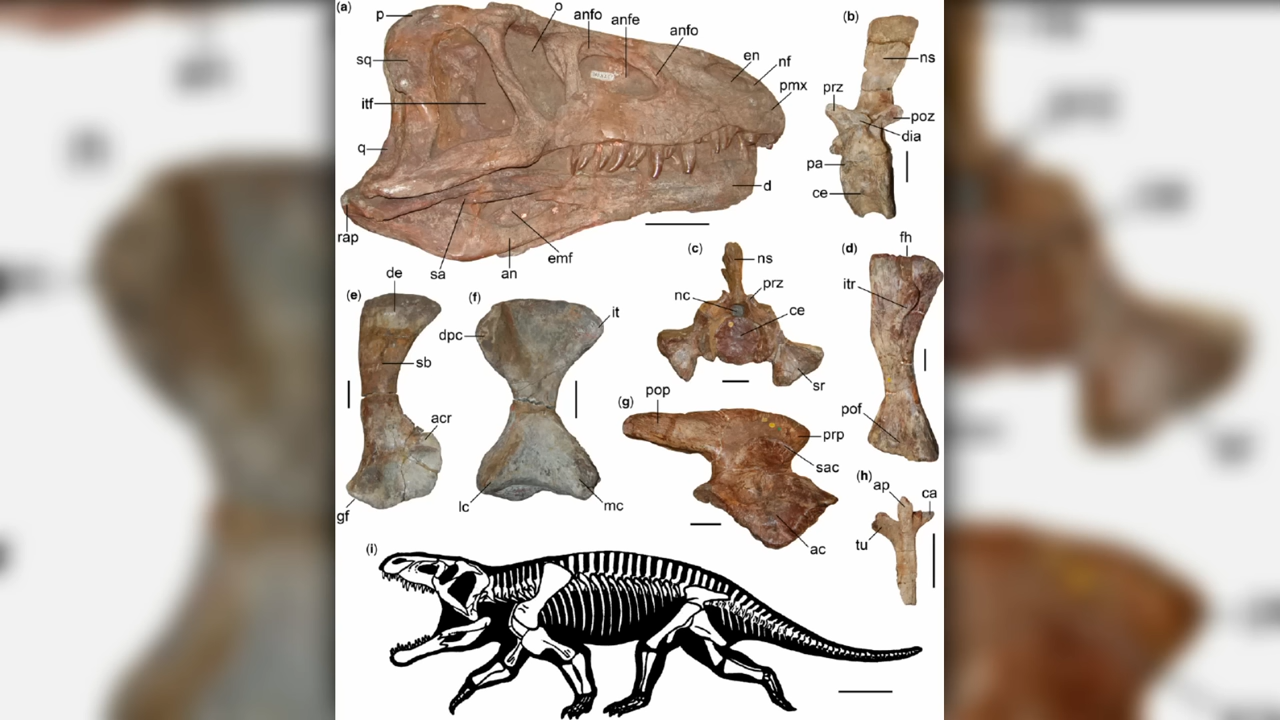 (a)
p
o
anfo
anfe
anfo
en
nf
pmx
sq
itf
q
d
rap
sa
an
emf
(b)
ns
prz
poz
dia
pa
ce
(c)
ns
prz
nc
ce
sr
(d)
fh
itr
pof
(e)
de
sb
acr
gf
(f)
it
dpc
lc
mc
(g)
pop
prp
sac
ac
(h)
ap
ca
tu
(i)